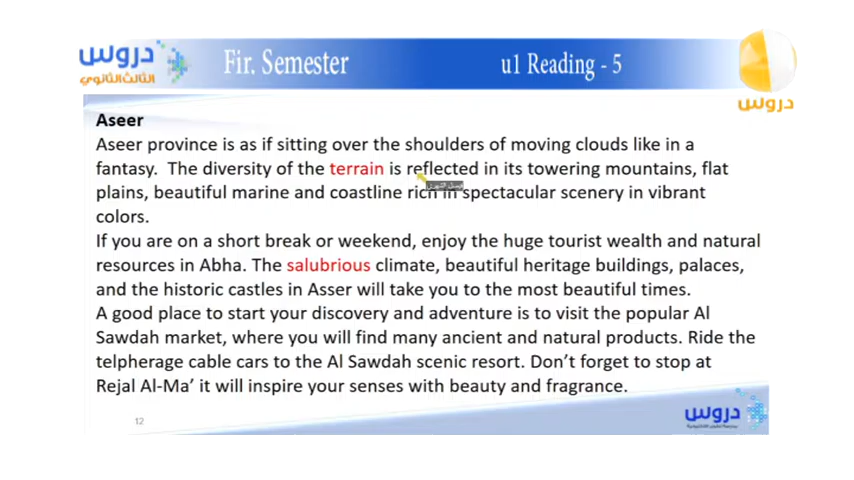 دروس
الثالث الثانوي
Fir. Semester
u1 Reading - 5
دروس
Aseer
Aseer province is as if sitting over the shoulders of moving clouds like in a
fantasy. The diversity of the terrain is reflected in its towering mountains, flat
plains, beautiful marine and coastline rich in spectacular scenery in vibrant
colors.
If you are on a short break or weekend, enjoy the huge tourist wealth and natural
resources in Abha. The salubrious climate, beautiful heritage buildings, palaces,
and the historic castles in Asser will take you to the most beautiful times.
A good place to start your discovery and adventure is to visit the popular Al
Sawdah market, where you will find many ancient and natural products. Ride the
telpherage cable cars to the Al Sawdah scenic resort. Don't forget to stop at
Rejal Al-Ma' it will inspire your senses with beauty and fragrance.
12
دروس